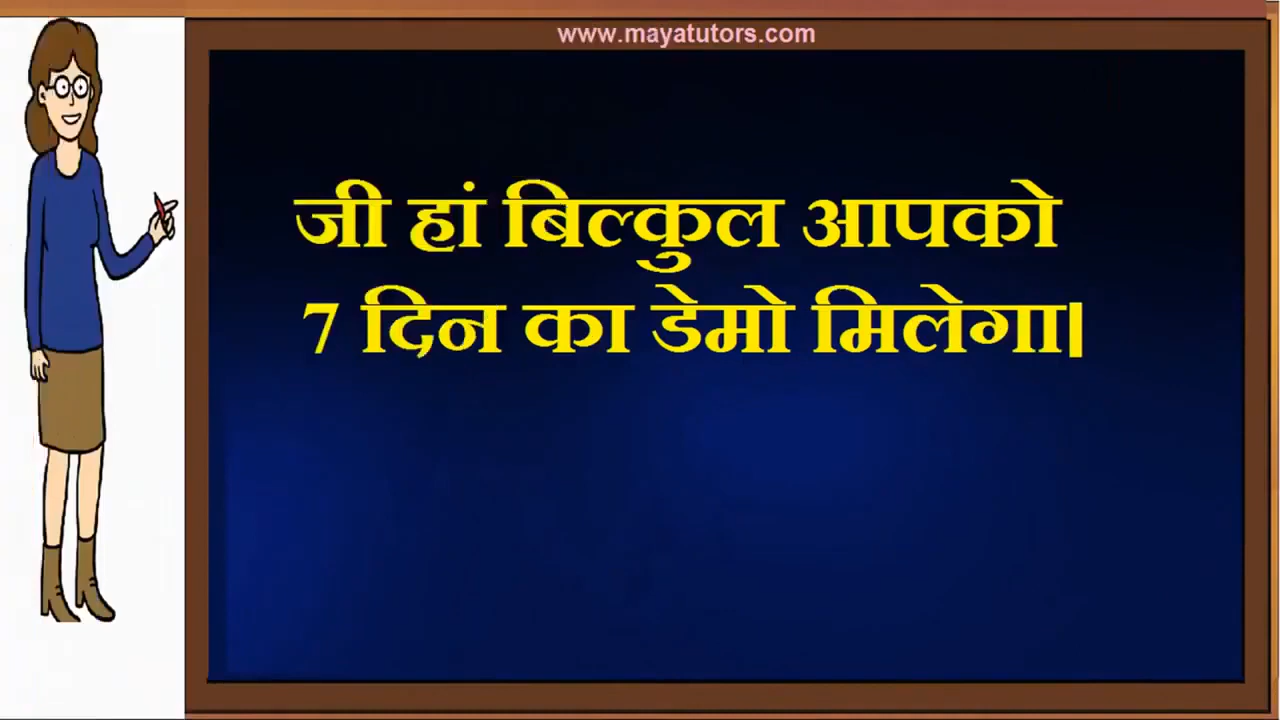 www.mayatutors.com
जी हां बिल्कुल आपको
7 दिन का डेमो मिलेगा।